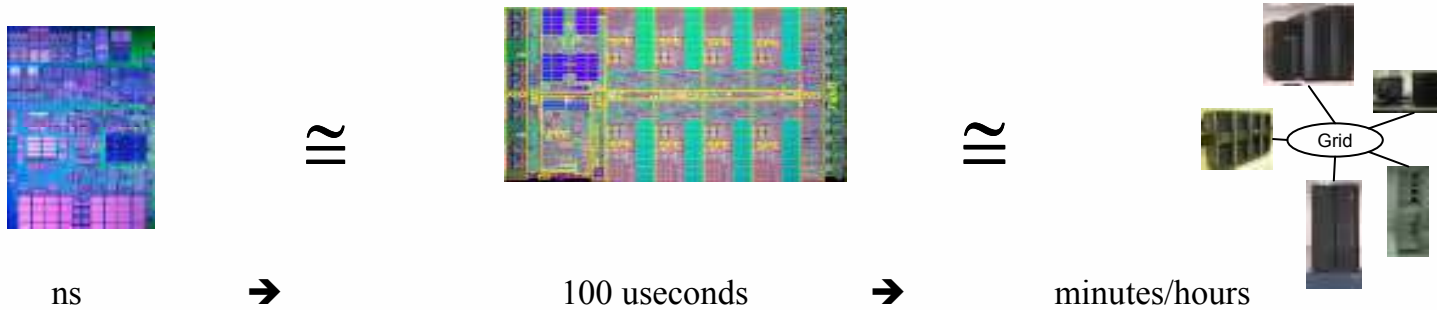 ≅ ≅
Grid
ns ➔ 100 useconds ➔ minutes/hours